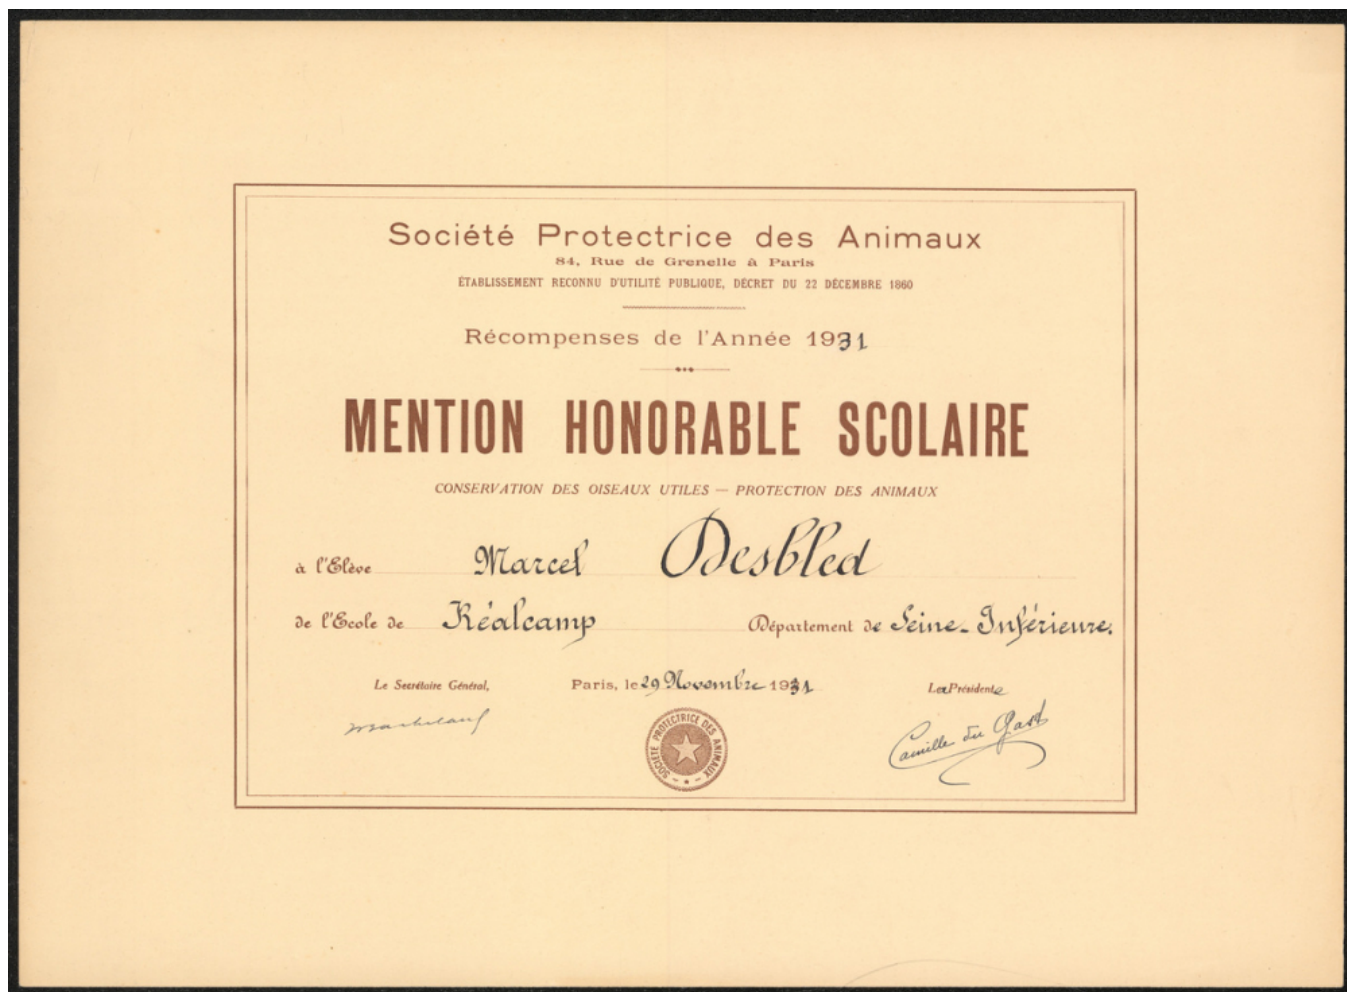 Société Protectrice des Animaux
84, Rue de Grenelle à Paris
ÉTABLISSEMENT RECONNU D'UTILITÉ PUBLIQUE, DÉCRET DU 22 DÉCEMBRE 1860
Récompenses de l'Année 1931
MENTION HONORABLE SCOLAIRE
CONSERVATION DES OISEAUX UTILES — PROTECTION DES ANIMAUX
à l'Elève Marcel Desbled
de l'Ecole de Réalcamp Département de Seine-Inférieure.
Le Secrétaire Général, Paris, le 29 Novembre 1931 La Présidente
Camille du Gast
SOCIÉTÉ PROTECTRICE DES ANIMAUX